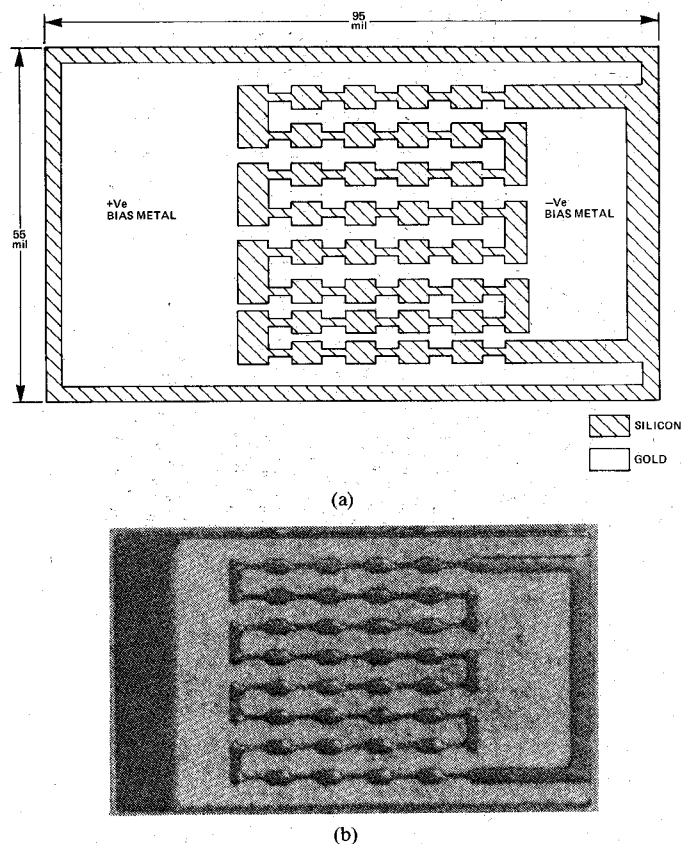 95
mil
55
mil
+Ve
BIAS METAL
−Ve
BIAS METAL
SILICON
GOLD
(a)
(b)